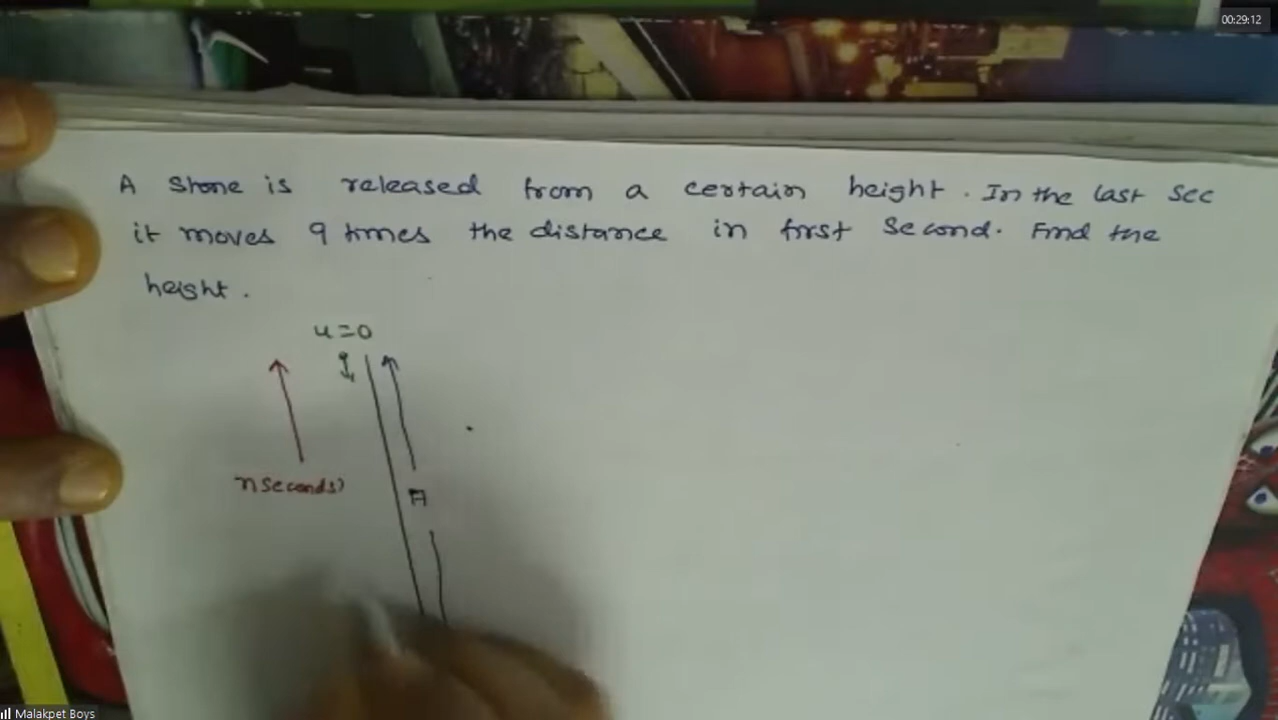 00:29:12
A stone is released from a certain height. In the last sec
it moves 9 times the distance in first second. Find the
height.
u=0
n seconds)
H
Malakpet Boys